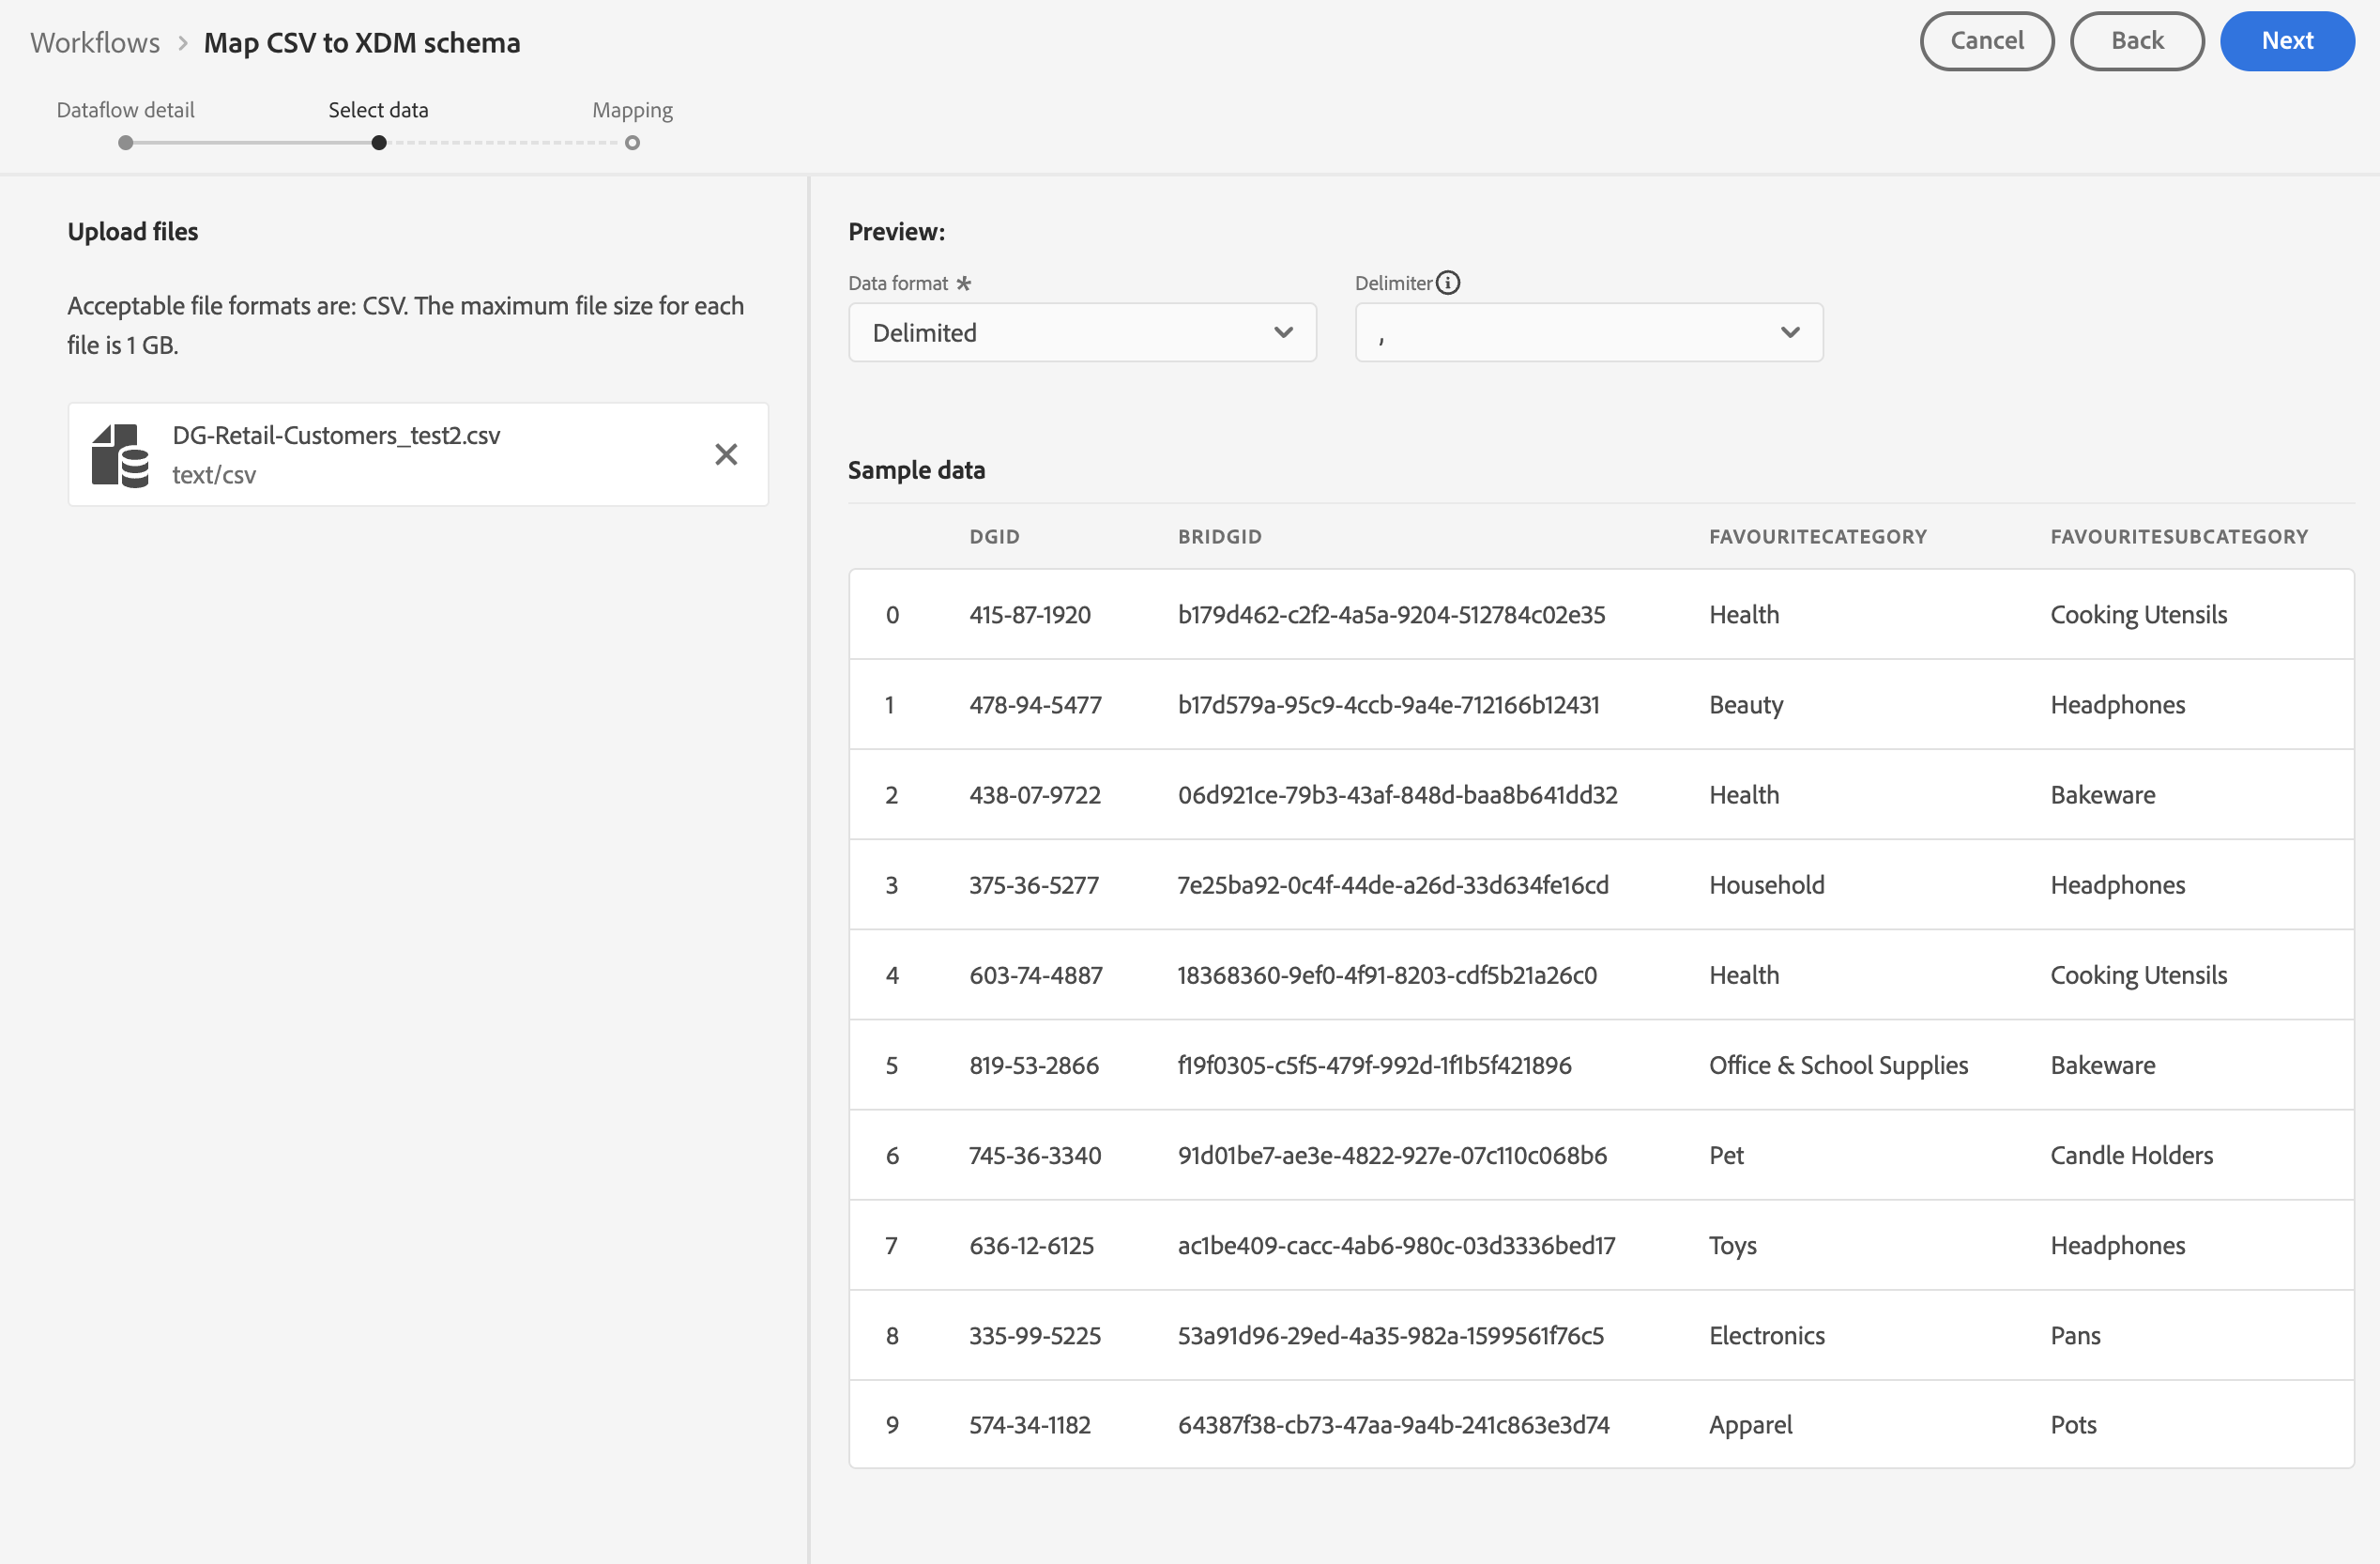 Workflows > Map CSV to XDM schema
Cancel Back Next
Dataflow detail Select data Mapping
Upload files
Acceptable file formats are: CSV. The maximum file size for each
file is 1 GB.
DG-Retail-Customers_test2.csv
text/csv
Preview:
Data format * Delimiter
Delimited ,
Sample data
DGID BRIDGID FAVOURITECATEGORY FAVOURITESUBCATEGORY
0 415-87-1920 b179d462-c2f2-4a5a-9204-512784c02e35 Health Cooking Utensils
1 478-94-5477 b17d579a-95c9-4ccb-9a4e-712166b12431 Beauty Headphones
2 438-07-9722 06d921ce-79b3-43af-848d-baa8b641dd32 Health Bakeware
3 375-36-5277 7e25ba92-0c4f-44de-a26d-33d634fe16cd Household Headphones
4 603-74-4887 18368360-9ef0-4f91-8203-cdf5b21a26c0 Health Cooking Utensils
5 819-53-2866 f19f0305-c5f5-479f-992d-1f1b5f421896 Office & School Supplies Bakeware
6 745-36-3340 91d01be7-ae3e-4822-927e-07c110c068b6 Pet Candle Holders
7 636-12-6125 ac1be409-cacc-4ab6-980c-03d3336bed17 Toys Headphones
8 335-99-5225 53a91d96-29ed-4a35-982a-1599561f76c5 Electronics Pans
9 574-34-1182 64387f38-cb73-47aa-9a4b-241c863e3d74 Apparel Pots